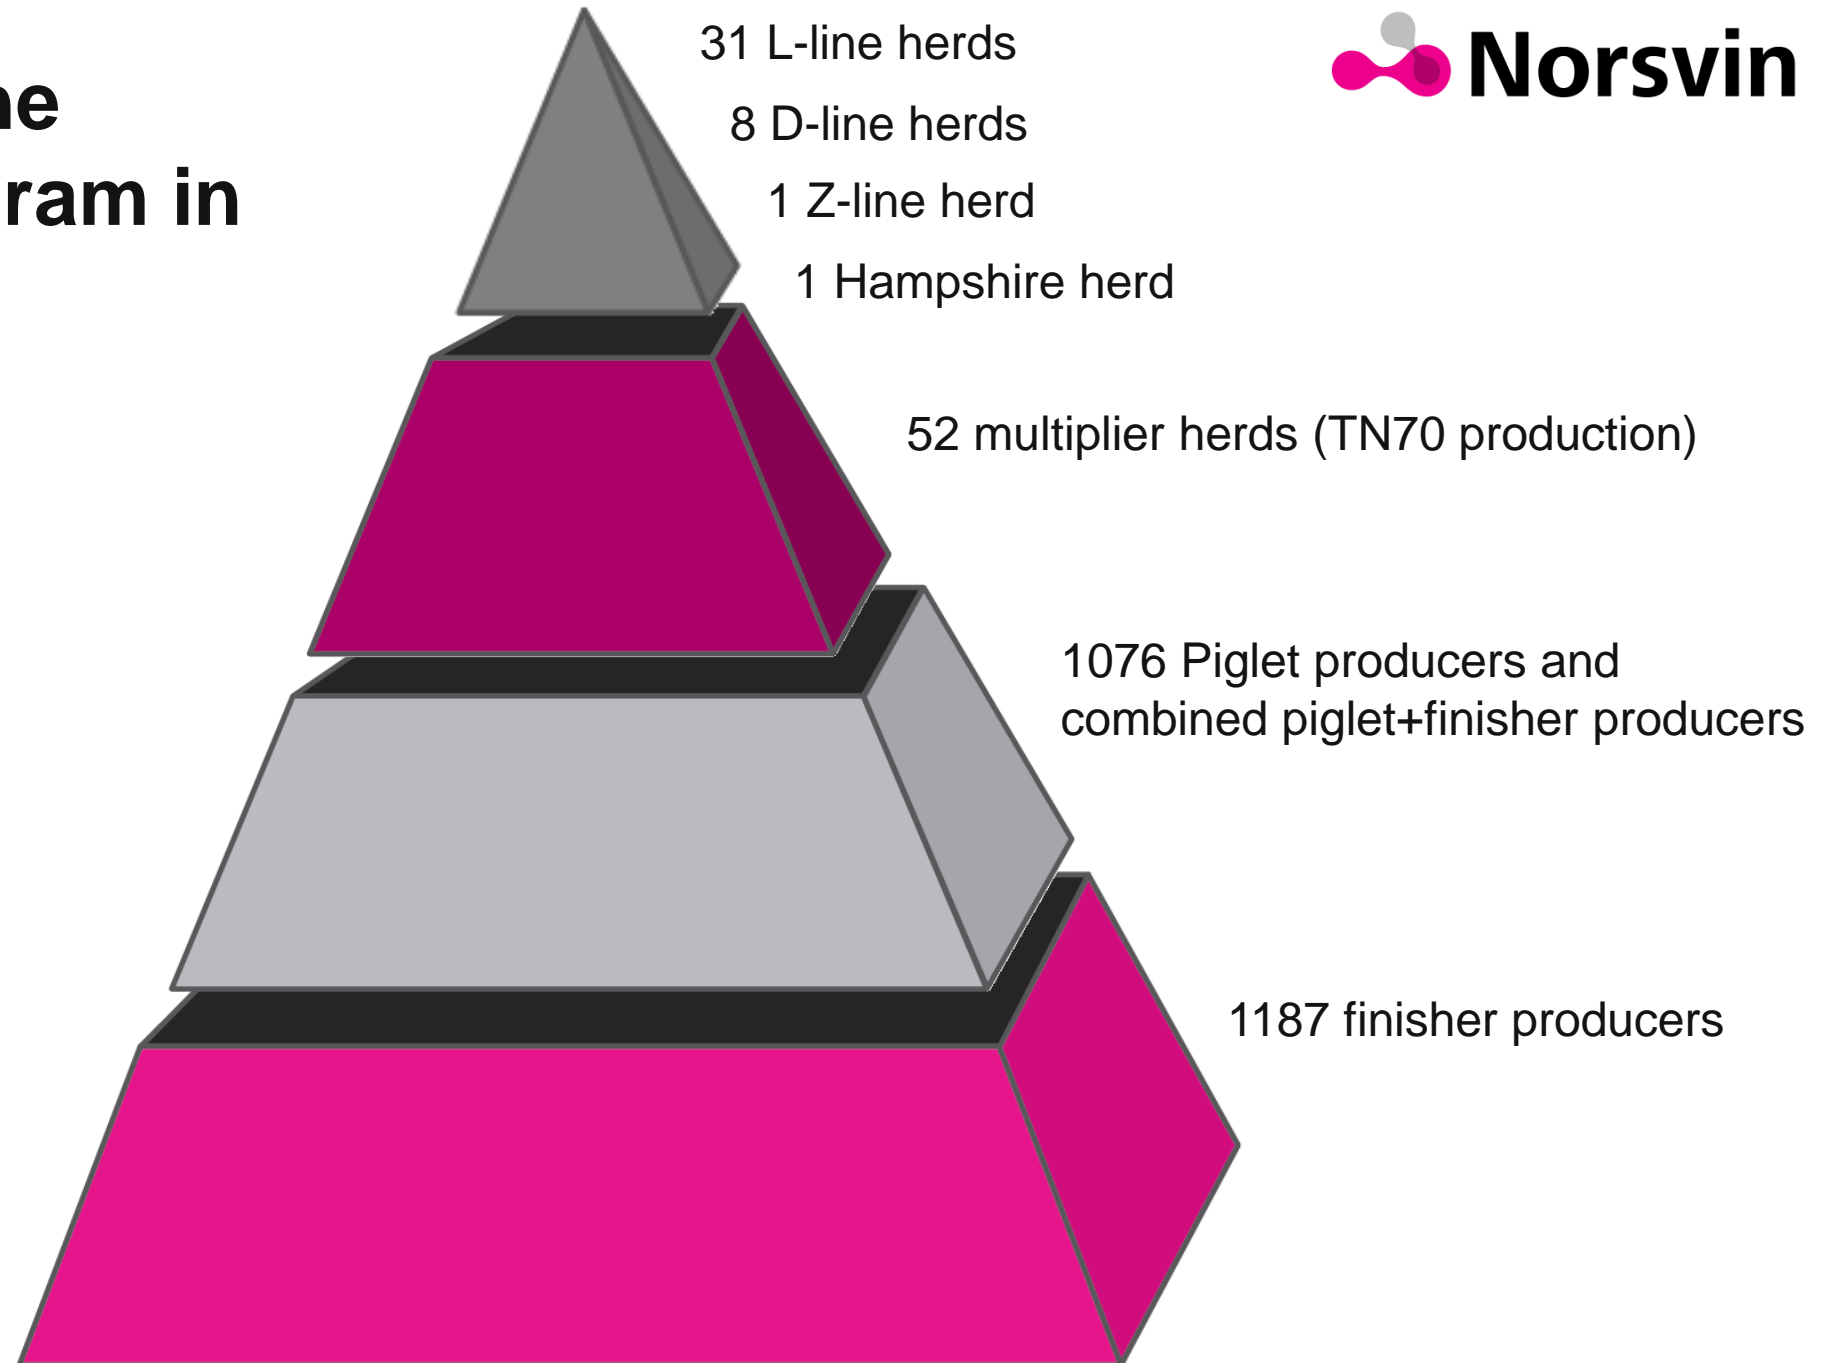 31 L-line herds
Norsvin
8 D-line herds
ram in
1 Z-line herd
1 Hampshire herd
52 multiplier herds (TN70 production)
1076 Piglet producers and
combined piglet+finisher producers
1187 finisher producers